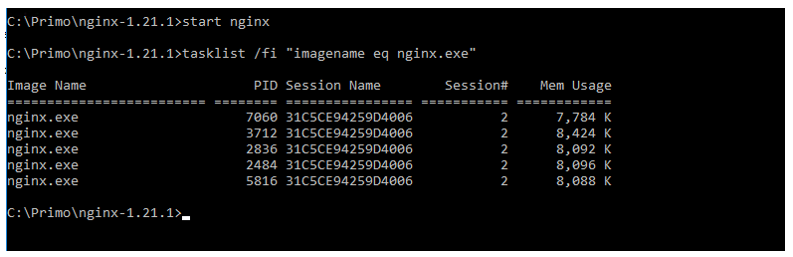 C:\Primo\nginx-1.21.1>start nginx
C:\Primo\nginx-1.21.1>tasklist /fi "imagename eq nginx.exe"
Image Name                     PID Session Name        Session#    Mem Usage
========================= ======== ================ =========== ============
nginx.exe                     7060 31C5CE94259D4006           2      7,784 K
nginx.exe                     3712 31C5CE94259D4006           2      8,424 K
nginx.exe                     2836 31C5CE94259D4006           2      8,092 K
nginx.exe                     2484 31C5CE94259D4006           2      8,096 K
nginx.exe                     5816 31C5CE94259D4006           2      8,088 K
C:\Primo\nginx-1.21.1>